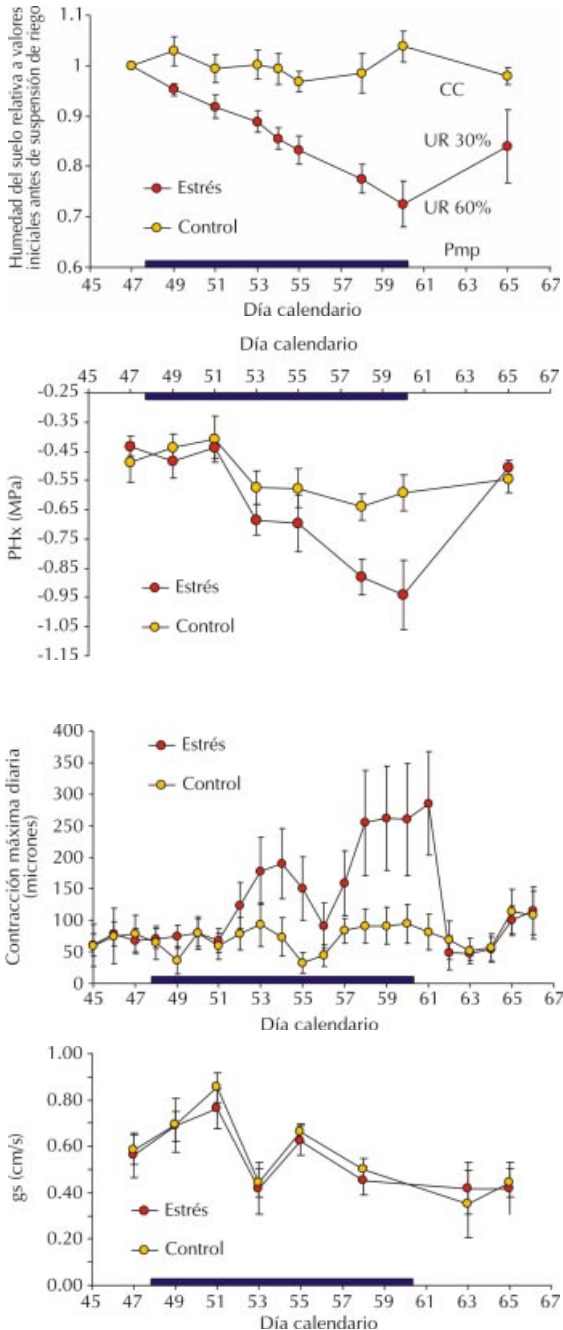 Humedad del suelo relativa a valores
iniciales antes de suspensión de riego
1.1
1
0.9
0.8
0.7
0.6
CC
UR 30%
UR 60%
Pmp
Estrés
Control
45 47 49 51 53 55 57 59 61 63 65 67
Día calendario
Día calendario
45 47 49 51 53 55 57 59 61 63 65 67
PHx (MPa)
-0.25
-0.35
-0.45
-0.55
-0.65
-0.75
-0.85
-0.95
-1.05
-1.15
Estrés
Control
Contracción máxima diaria
(micrones)
400
350
300
250
200
150
100
50
0
Estrés
Control
45 47 49 51 53 55 57 59 61 63 65 67
Día calendario
gs (cm/s)
1.00
0.80
0.60
0.40
0.20
0.00
Estrés
Control
45 47 49 51 53 55 57 59 61 63 65 67
Día calendario